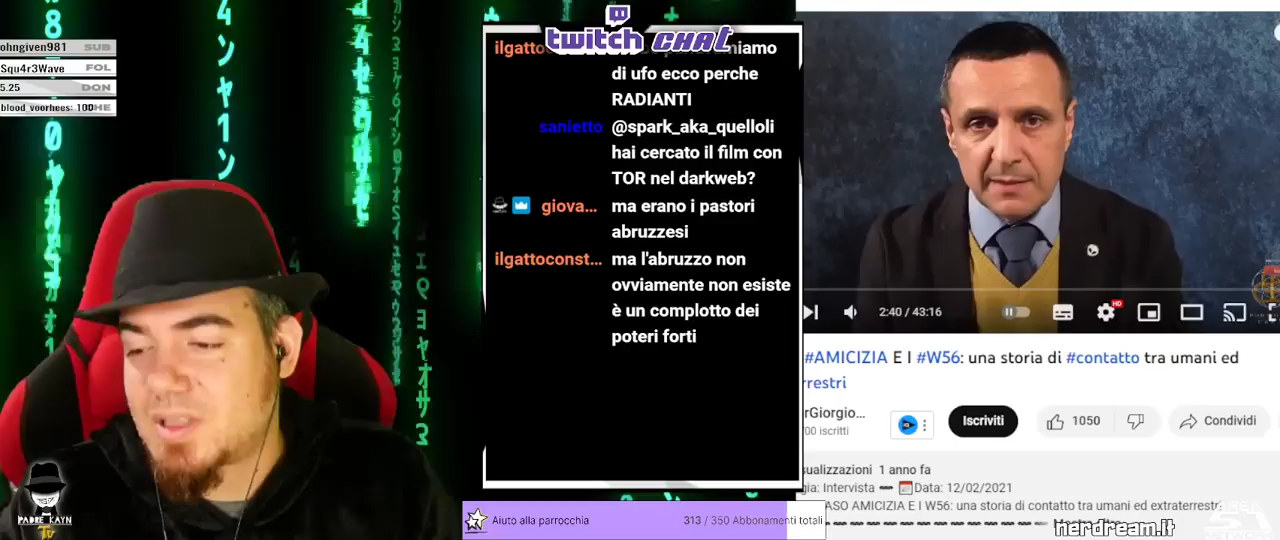 ohngiven981 SUB
Squ4r3Wave FOL
5.25 DON
blood_voorhees: 100 CHE
PADRE KAYN
TV
twitch CHAT
ilgatto
niamo
di ufo ecco perche
RADIANTI
sanietto @spark_aka_quelloli
hai cercato il film con
TOR nel darkweb?
giova... ma erano i pastori
abruzzesi
ilgattoconst... ma l'abruzzo non
ovviamente non esiste
è un complotto dei
poteri forti
Aiuto alla parrocchia 313 / 350 Abbonamenti totali
2:40 / 43:16
HD
#AMICIZIA E I #W56: una storia di #contatto tra umani ed
rrestri
rGiorgio...
00 iscritti
Iscriviti
1050
Condividi
sualizzazioni 1 anno fa
gia: Intervista Data: 12/02/2021
ASO AMICIZIA E I W56: una storia di contatto tra umani ed extraterrestri
nerdream.it